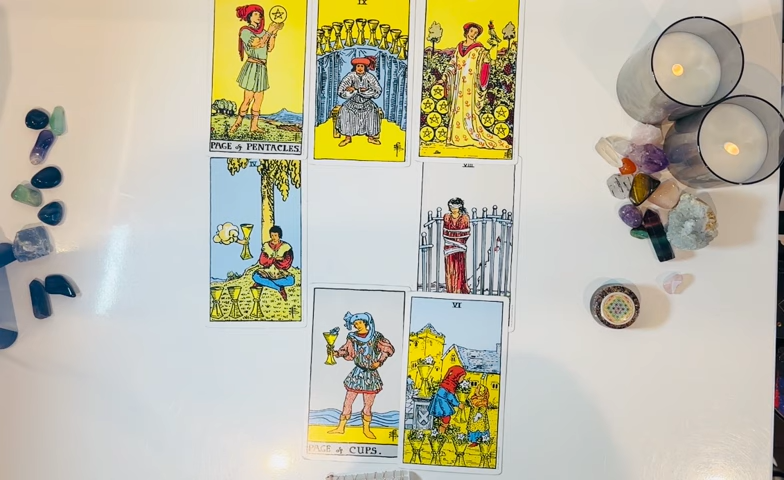 IX
PAGE of PENTACLES.
IV
VIII
VI
PAGE of CUPS.